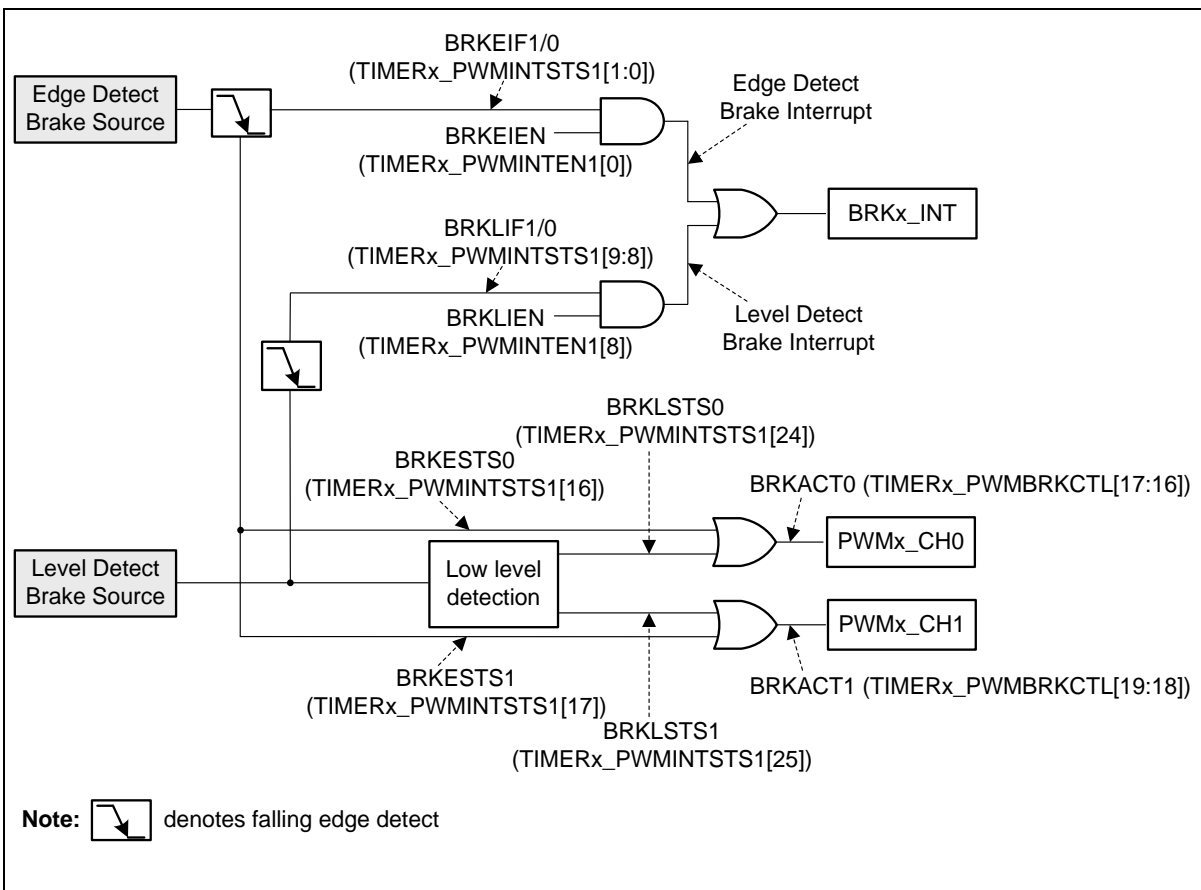 BRKEIF1/0
(TIMERx_PWMINTSTS1[1:0])
Edge Detect
Brake Source
Edge Detect
Brake Interrupt
BRKEIEN
(TIMERx_PWMINTEN1[0])
BRKx_INT
BRKLIF1/0
(TIMERx_PWMINTSTS1[9:8])
BRKLIEN
(TIMERx_PWMINTEN1[8])
Level Detect
Brake Interrupt
BRKLSTS0
(TIMERx_PWMINTSTS1[24])
BRKESTS0
(TIMERx_PWMINTSTS1[16])
BRKACT0 (TIMERx_PWMBRKCTL[17:16])
PWMx_CH0
Level Detect
Brake Source
Low level
detection
PWMx_CH1
BRKESTS1
(TIMERx_PWMINTSTS1[17])
BRKACT1 (TIMERx_PWMBRKCTL[19:18])
BRKLSTS1
(TIMERx_PWMINTSTS1[25])
Note: denotes falling edge detect